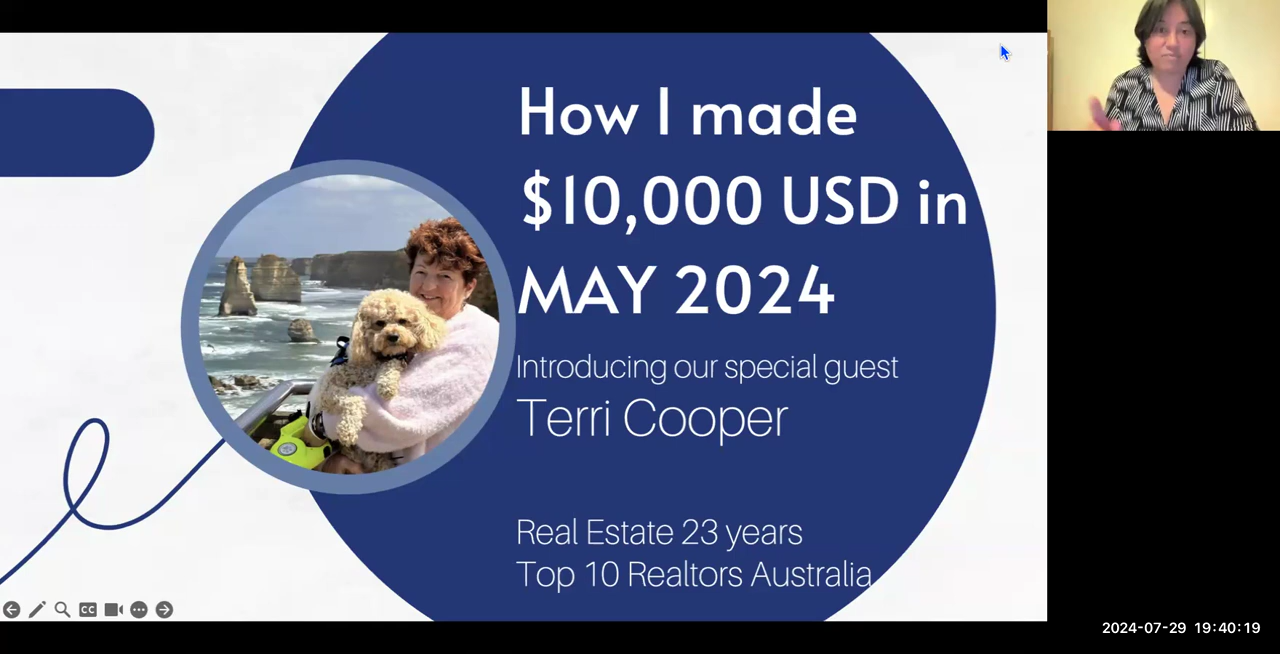 How I made
$10,000 USD in
MAY 2024
Introducing our special guest
Terri Cooper
Real Estate 23 years
Top 10 Realtors Australia
CC
2024-07-29 19:40:19